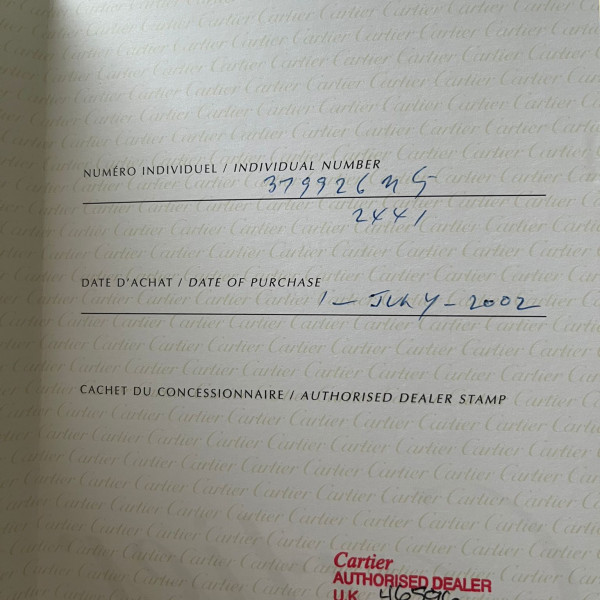 NUMÉRO INDIVIDUEL / INDIVIDUAL NUMBER
379926
2441
DATE D'ACHAT / DATE OF PURCHASE
1 - JULY - 2002
CACHET DU CONCESSIONNAIRE / AUTHORISED DEALER STAMP
Cartier
AUTHORISED DEALER
U.K